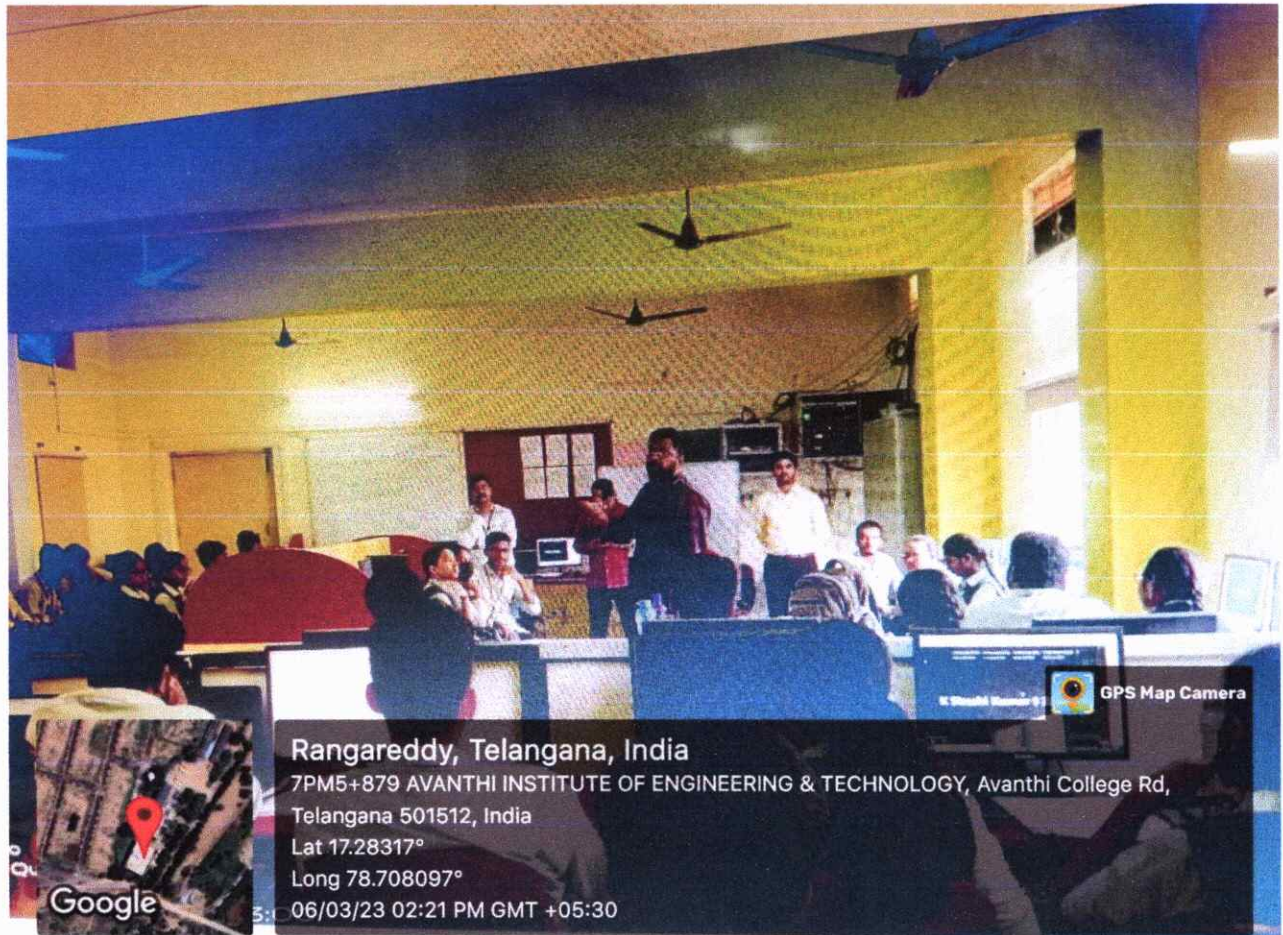 GPS Map Camera
Rangareddy, Telangana, India
7PM5+879 AVANTHI INSTITUTE OF ENGINEERING & TECHNOLOGY, Avanthi College Rd,
Telangana 501512, India
Lat 17.28317°
Long 78.708097°
06/03/23 02:21 PM GMT +05:30
Google